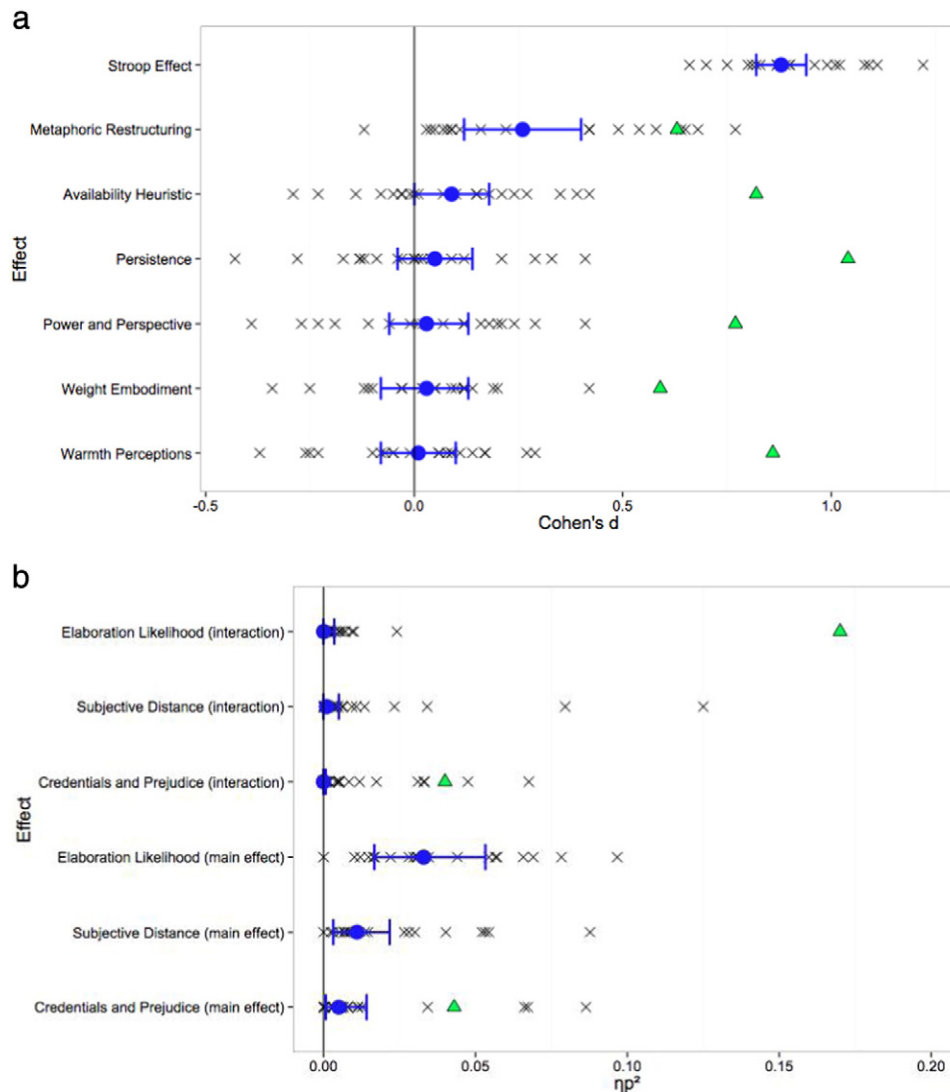 a
Stroop Effect
Metaphoric Restructuring
Availability Heuristic
Persistence
Power and Perspective
Weight Embodiment
Warmth Perceptions
Effect
-0.5 0.0 0.5 1.0
Cohen's d
b
Elaboration Likelihood (interaction)
Subjective Distance (interaction)
Credentials and Prejudice (interaction)
Elaboration Likelihood (main effect)
Subjective Distance (main effect)
Credentials and Prejudice (main effect)
Effect
0.00 0.05 0.10 0.15 0.20
ηp²